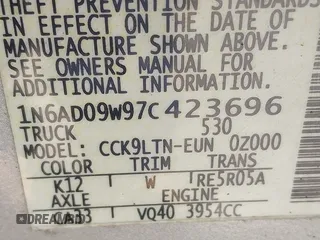 THEFT PREVENTION STANDARDS
IN EFFECT ON THE DATE OF
MANUFACTURE SHOWN ABOVE.
SEE OWNERS MANUAL FOR
ADDITIONAL INFORMATION.
1N6AD09W97C423696
TRUCK 530
MODEL: CCK9LTN-EUN 0Z000
COLOR TRIM TRANS
K12 W RE5R05A
AXLE ENGINE
VQ40 3954CC